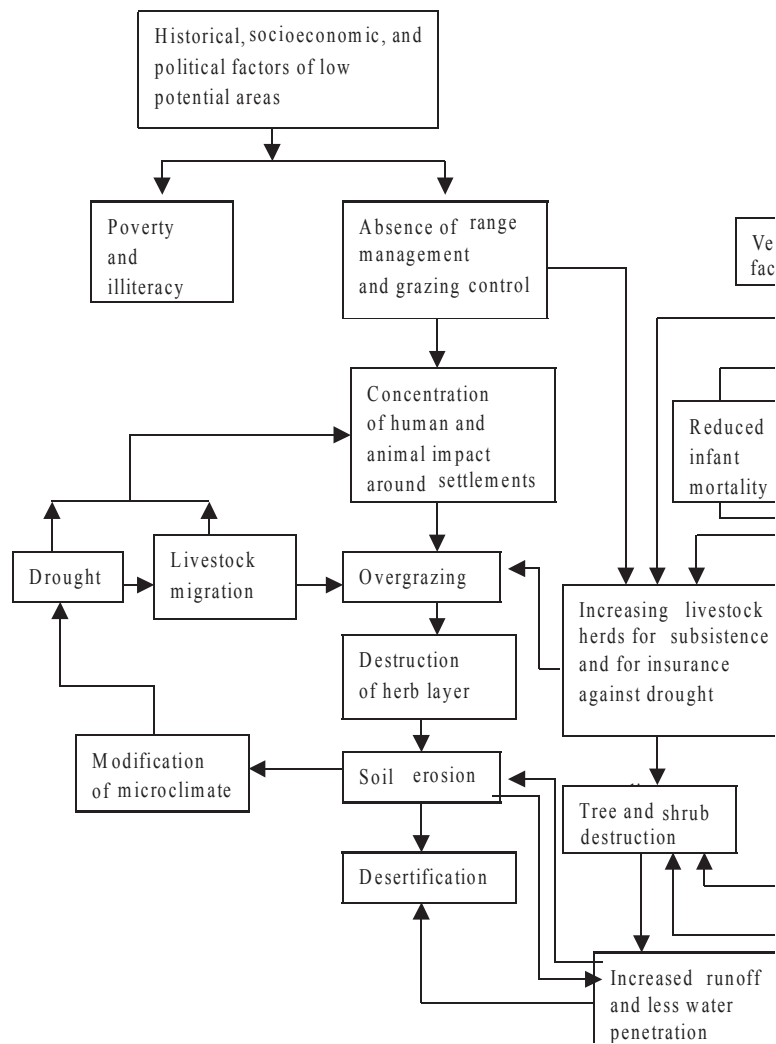 Historical, socioeconomic, and
political factors of low
potential areas
Poverty
and
illiteracy
Absence of range
management
and grazing control
Concentration
of human and
animal impact
around settlements
Reduced
infant
mortality
Drought
Livestock
migration
Overgrazing
Increasing livestock
herds for subsistence
and for insurance
against drought
Destruction
of herb layer
Modification
of microclimate
Soil erosion
Tree and shrub
destruction
Desertification
Increased runoff
and less water
penetration